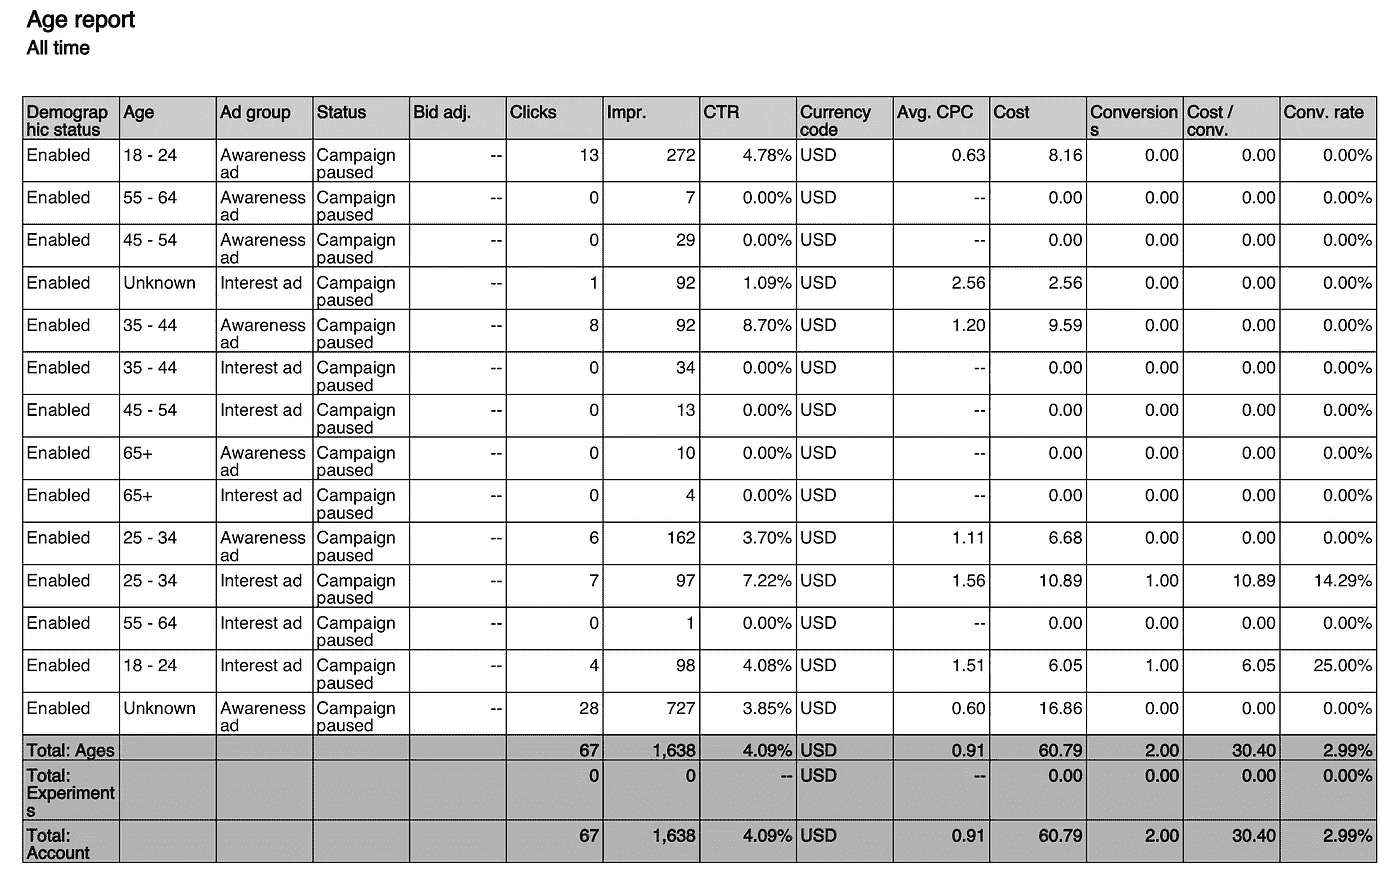 Age report
All time
Demograp Age Ad group Status Bid adj. Clicks Impr. CTR Currency Avg. CPC Cost Conversion Cost / Conv. rate
hic status code s conv.
Enabled 18 - 24 Awareness Campaign -- 13 272 4.78% USD 0.63 8.16 0.00 0.00 0.00%
ad paused
Enabled 55 - 64 Awareness Campaign -- 0 7 0.00% USD -- 0.00 0.00 0.00 0.00%
ad paused
Enabled 45 - 54 Awareness Campaign -- 0 29 0.00% USD -- 0.00 0.00 0.00 0.00%
ad paused
Enabled Unknown Interest ad Campaign -- 1 92 1.09% USD 2.56 2.56 0.00 0.00 0.00%
paused
Enabled 35 - 44 Awareness Campaign -- 8 92 8.70% USD 1.20 9.59 0.00 0.00 0.00%
ad paused
Enabled 35 - 44 Interest ad Campaign -- 0 34 0.00% USD -- 0.00 0.00 0.00 0.00%
paused
Enabled 45 - 54 Interest ad Campaign -- 0 13 0.00% USD -- 0.00 0.00 0.00 0.00%
paused
Enabled 65+ Awareness Campaign -- 0 10 0.00% USD -- 0.00 0.00 0.00 0.00%
ad paused
Enabled 65+ Interest ad Campaign -- 0 4 0.00% USD -- 0.00 0.00 0.00 0.00%
paused
Enabled 25 - 34 Awareness Campaign -- 6 162 3.70% USD 1.11 6.68 0.00 0.00 0.00%
ad paused
Enabled 25 - 34 Interest ad Campaign -- 7 97 7.22% USD 1.56 10.89 1.00 10.89 14.29%
paused
Enabled 55 - 64 Interest ad Campaign -- 0 1 0.00% USD -- 0.00 0.00 0.00 0.00%
paused
Enabled 18 - 24 Interest ad Campaign -- 4 98 4.08% USD 1.51 6.05 1.00 6.05 25.00%
paused
Enabled Unknown Awareness Campaign -- 28 727 3.85% USD 0.60 16.86 0.00 0.00 0.00%
ad paused
Total: Ages 67 1,638 4.09% USD 0.91 60.79 2.00 30.40 2.99%
Total: 0 0 -- USD -- 0.00 0.00 0.00 0.00%
Experiment
s
Total: 67 1,638 4.09% USD 0.91 60.79 2.00 30.40 2.99%
Account